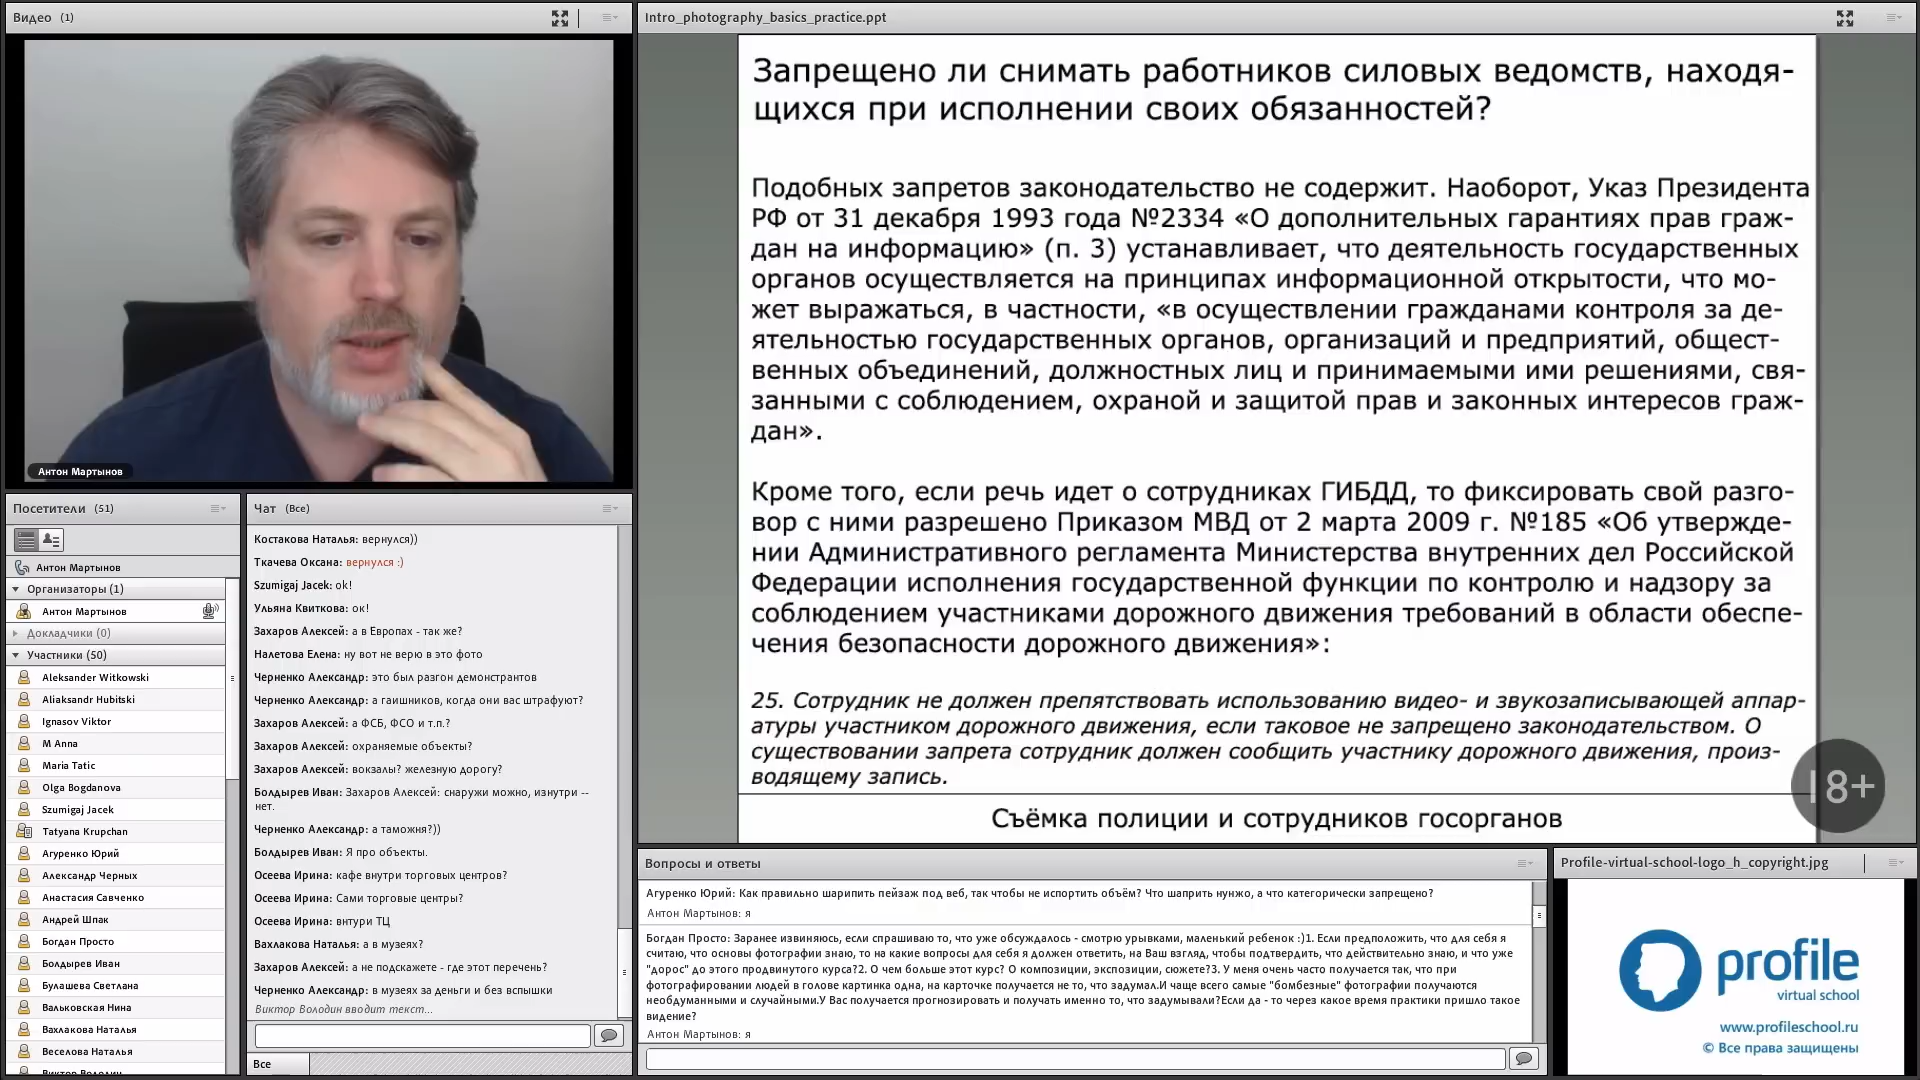 Видео (1)
Антон Мартынов
Посетители (51)
Антон Мартынов
Организаторы (1)
Антон Мартынов
Докладчики (0)
Участники (50)
Aleksander Witkowski
Aliaksandr Hubitski
Ignasov Viktor
M Anna
Maria Tatic
Olga Bogdanova
Szumigaj Jacek
Tatyana Krupchan
Агуренко Юрий
Александр Черных
Анастасия Савченко
Андрей Шпак
Богдан Просто
Болдырев Иван
Булашева Светлана
Вальковская Нина
Вахлакова Наталья
Веселова Наталья
Виктор Володин
Чат (Все)
Костакова Наталья: вернулся))
Ткачева Оксана: вернулся :)
Szumigaj Jacek: ok!
Ульяна Квиткова: ок!
Захаров Алексей: а в Европах - так же?
Налетова Елена: ну вот не верю в это фото
Черненко Александр: это был разгон демонстрантов
Черненко Александр: а гаишников, когда они вас штрафуют?
Захаров Алексей: а ФСБ, ФСО и т.п.?
Захаров Алексей: охраняемые объекты?
Захаров Алексей: вокзалы? железную дорогу?
Болдырев Иван: Захаров Алексей: снаружи можно, изнутри --
нет.
Черненко Александр: а таможня?))
Болдырев Иван: Я про объекты.
Осеева Ирина: кафе внутри торговых центров?
Осеева Ирина: Сами торговые центры?
Осеева Ирина: внтури ТЦ
Вахлакова Наталья: а в музеях?
Захаров Алексей: а не подскажете - где этот перечень?
Черненко Александр: в музеях за деньги и без вспышки
Виктор Володин вводит текст...
Все
Intro_photography_basics_practice.ppt
Запрещено ли снимать работников силовых ведомств, находя-
щихся при исполнении своих обязанностей?
Подобных запретов законодательство не содержит. Наоборот, Указ Президента
РФ от 31 декабря 1993 года №2334 «О дополнительных гарантиях прав граж-
дан на информацию» (п. 3) устанавливает, что деятельность государственных
органов осуществляется на принципах информационной открытости, что мо-
жет выражаться, в частности, «в осуществлении гражданами контроля за де-
ятельностью государственных органов, организаций и предприятий, общест-
венных объединений, должностных лиц и принимаемыми ими решениями, свя-
занными с соблюдением, охраной и защитой прав и законных интересов граж-
дан».
Кроме того, если речь идет о сотрудниках ГИБДД, то фиксировать свой разго-
вор с ними разрешено Приказом МВД от 2 марта 2009 г. №185 «Об утвержде-
нии Административного регламента Министерства внутренних дел Российской
Федерации исполнения государственной функции по контролю и надзору за
соблюдением участниками дорожного движения требований в области обеспе-
чения безопасности дорожного движения»:
25. Сотрудник не должен препятствовать использованию видео- и звукозаписывающей аппар-
атуры участником дорожного движения, если таковое не запрещено законодательством. О
существовании запрета сотрудник должен сообщить участнику дорожного движения, произ-
водящему запись.
18+
Съёмка полиции и сотрудников госорганов
Вопросы и ответы
Агуренко Юрий: Как правильно шарипить пейзаж под веб, так чтобы не испортить объём? Что шаприть нунжо, а что категорически запрещено?
Антон Мартынов: я
Богдан Просто: Заранее извиняюсь, если спрашиваю то, что уже обсуждалось - смотрю урывками, маленький ребенок :)1. Если предположить, что для себя я
считаю, что основы фотографии знаю, то на какие вопросы для себя я должен ответить, на Ваш взгляд, чтобы подтвердить, что действительно знаю, и что уже
"дорос" до этого продвинутого курса?2. О чем больше этот курс? О композиции, экспозиции, сюжете?3. У меня очень часто получается так, что при
фотографировании людей в голове картинка одна, на карточке получается не то, что задумал.И чаще всего самые "бомбезные" фотографии получаются
необдуманными и случайными.У Вас получается прогнозировать и получать именно то, что задумывали?Если да - то через какое время практики пришло такое
видение?
Антон Мартынов: я
Profile-virtual-school-logo_h_copyright.jpg
profile
virtual school
www.profileschool.ru
© Все права защищены